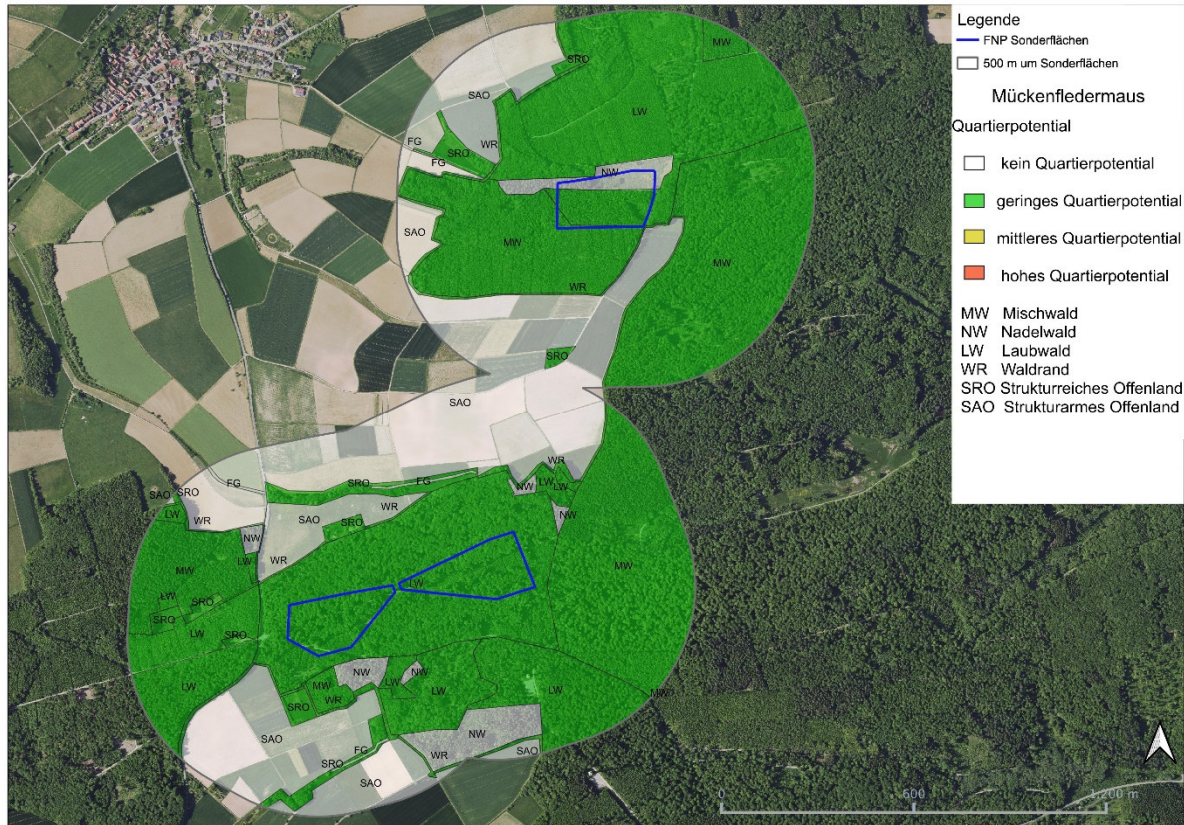 Legende
FNP Sonderflächen
500 m um Sonderflächen
Mückenfledermaus
Quartierpotential
kein Quartierpotential
geringes Quartierpotential
mittleres Quartierpotential
hohes Quartierpotential
MW Mischwald
NW Nadelwald
LW Laubwald
WR Waldrand
SRO Strukturreiches Offenland
SAO Strukturarmes Offenland
MW
SRO
SAO
LW
FG
WR
SRO
FG
NW
SAO
MW
MW
WR
SRO
SAO
WR
SRO
FG
SAO
SRO
FG
NW
LW
LW
LW
WR
SAO
SRO
WR
NW
NW
LW
WR
MW
LW
MW
LW
SRO
SRO
LW
SRO
LW
NW
NW
MW
LW
LW
LW
MW
WR
SRO
SAO
NW
FG
WR
SAO
SRO
SAO
0 600 1.200 m